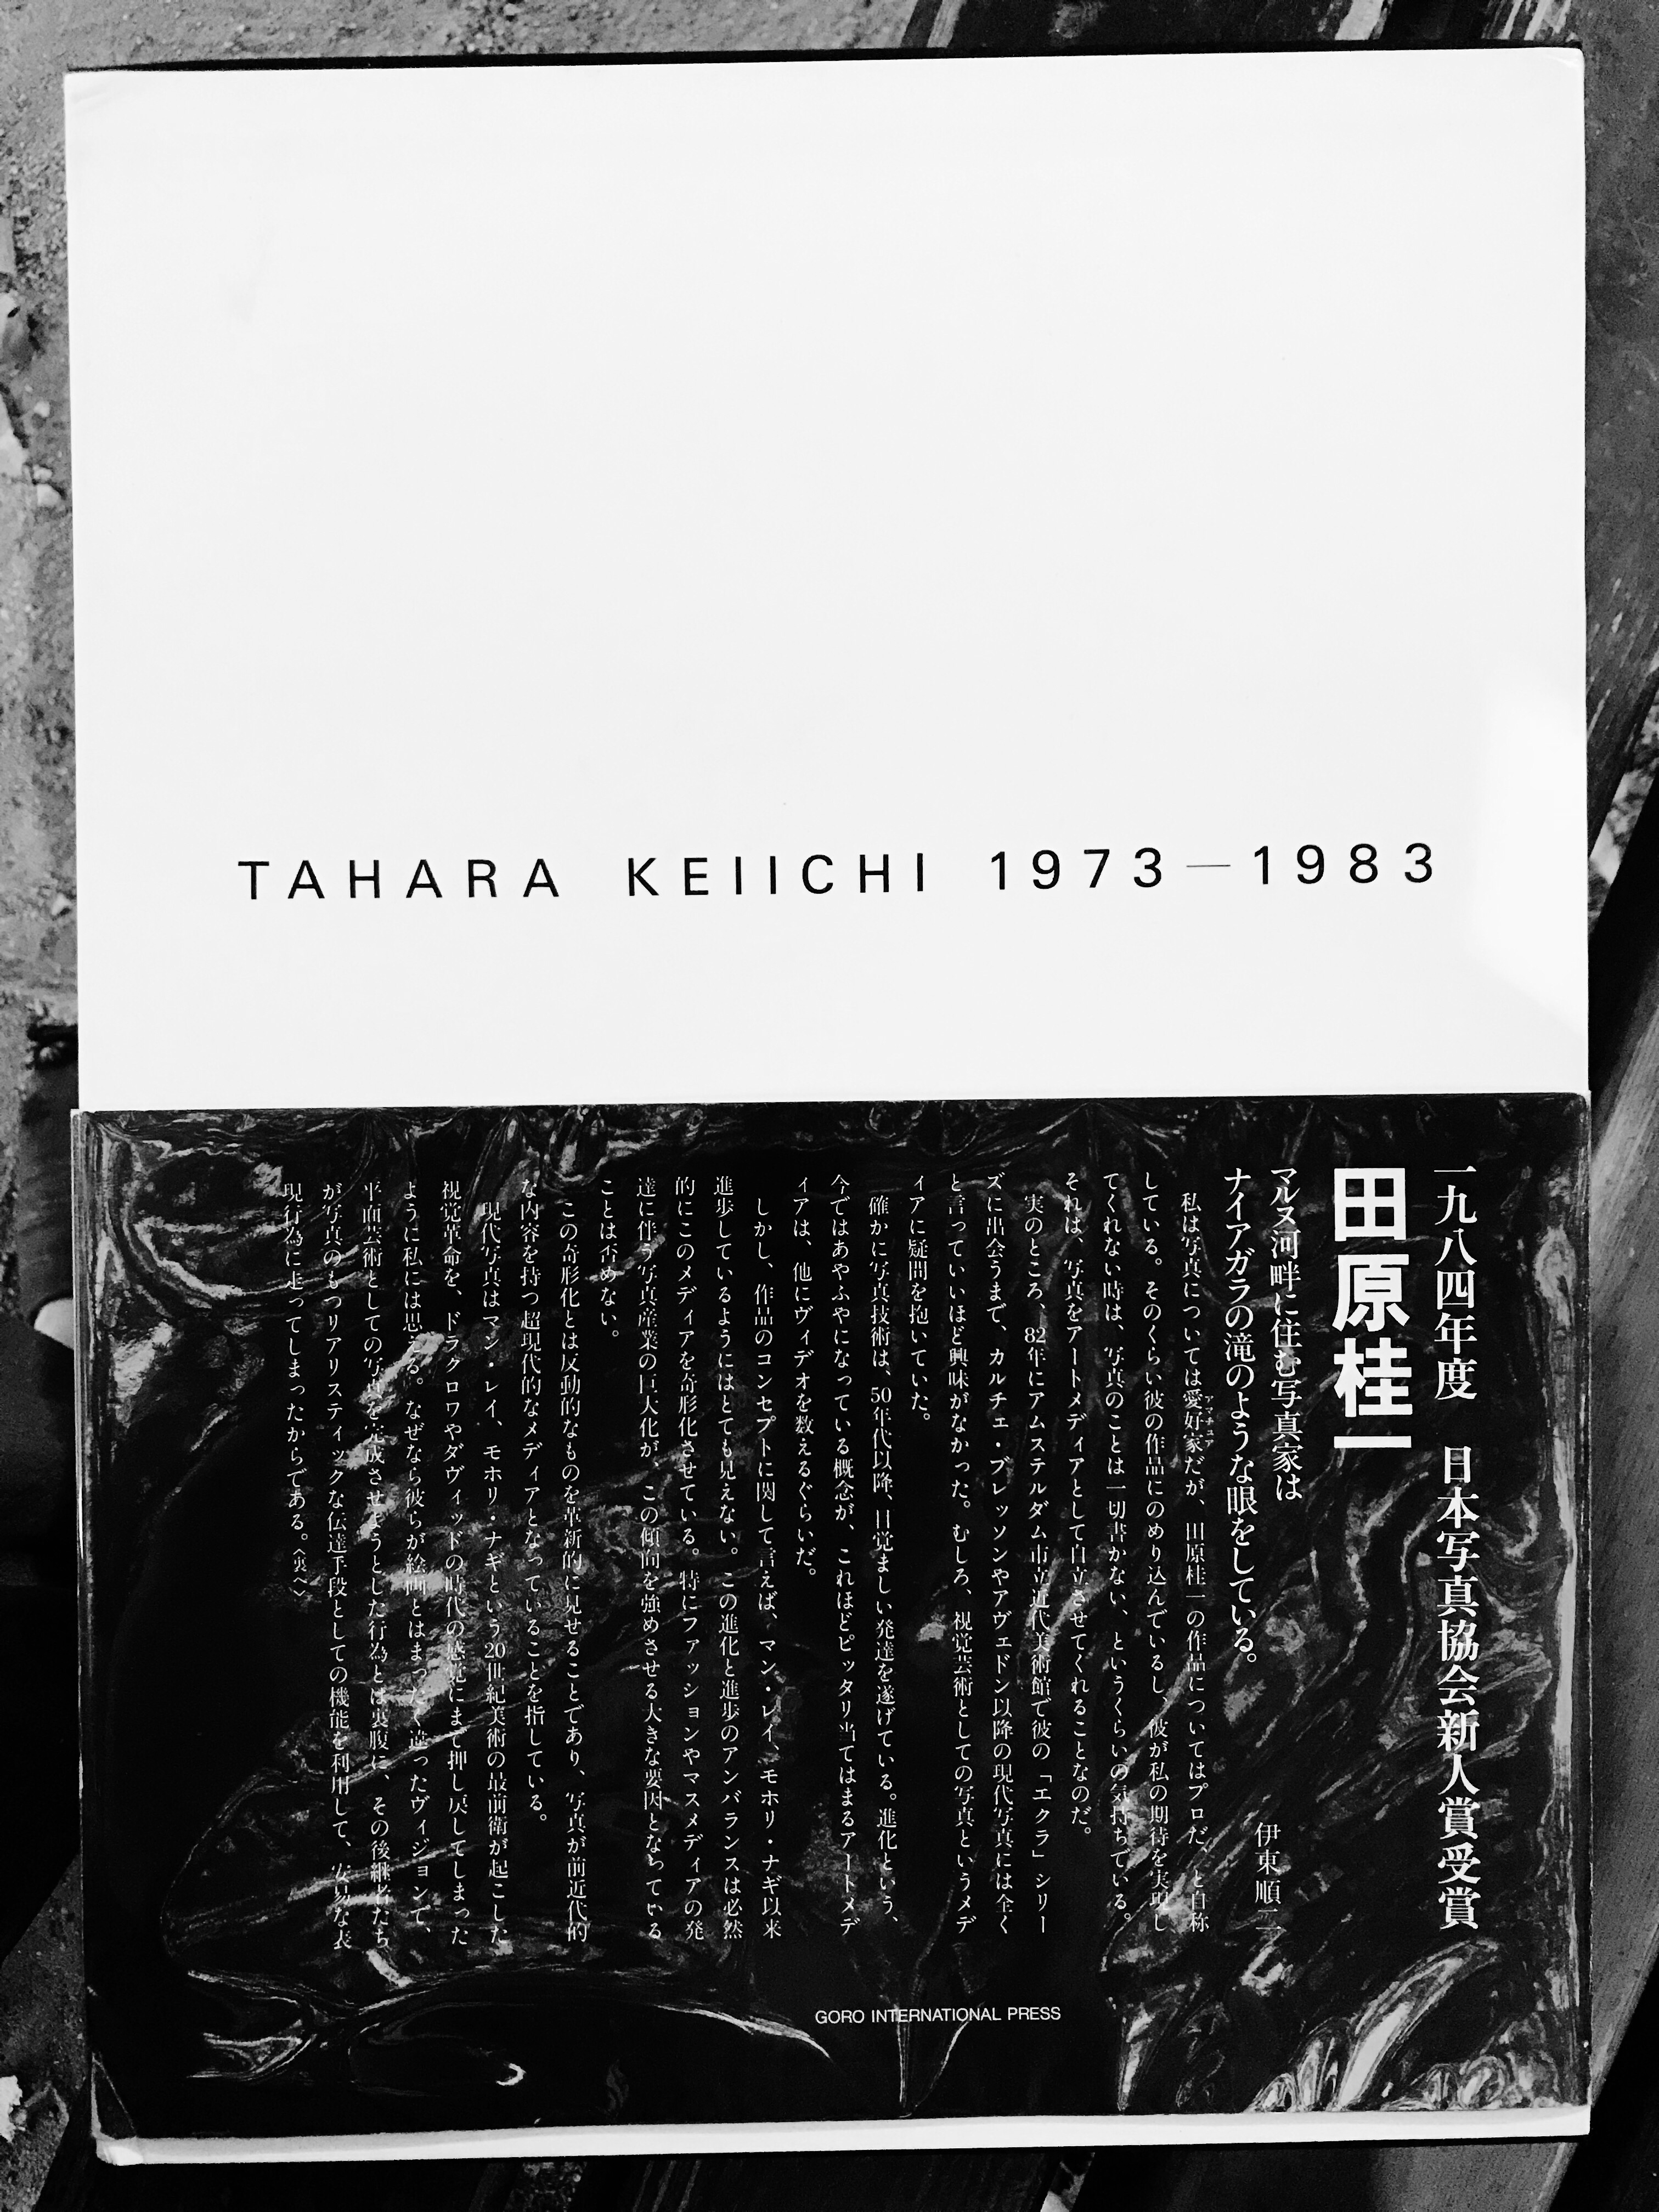 TAHARA KEIICHI 1973—1983
一九八四年度 日本写真協会新人賞受賞
田原桂一
マルヌ河畔に住む写真家は
ナイアガラの滝のような眼をしている。
伊東順二
私は写真については愛好家だが、田原桂一の作品についてはプロだ、と自称
アマチュア
している。そのくらい彼の作品にのめり込んでいるし、彼が私の期待を実現し
てくれない時は、写真のことは一切書かない、というくらいの気持ちでいる。
それは、写真をアートメディアとして自立させてくれることなのだ。
実のところ、82年にアムステルダム市立近代美術館で彼の「エクラ」シリー
ズに出会うまで、カルチェ・ブレッソンやアヴェドン以降の現代写真には全く
と言っていいほど興味がなかった。むしろ、視覚芸術としての写真というメデ
ィアに疑問を抱いていた。
確かに写真技術は、50年代以降、目覚ましい発達を遂げている。進化という、
今ではあやふやになっている概念が、これほどピッタリ当てはまるアートメデ
ィアは、他にヴィデオを数えるぐらいだ。
しかし、作品のコンセプトに関して言えば、マン・レイ、モホリ・ナギ以来
進歩しているようにはとても見えない。この進化と進歩のアンバランスは必然
的にこのメディアを奇形化させている。特にファッションやマスメディアの発
達に伴う写真産業の巨大化が、この傾向を強めさせる大きな要因となっている
ことは否めない。
この奇形化とは反動的なものを革新的に見せることであり、写真が前近代的
な内容を持つ超現代的なメディアとなっていることを指している。
現代写真はマン・レイ、モホリ・ナギという20世紀美術の最前衛が起こした
視覚革命を、ドラクロワやダヴィッドの時代の感覚にまで押し戻してしまった
ように私には思える。なぜなら彼らが絵画とはまったく違ったヴィジョンで、
平面芸術としての写真を完成させようとした行為とは裏腹に、その後継者たち
が写真のもつリアリスティックな伝達手段としての機能を利用して、安易な表
現行為に走ってしまったからである。〈裏へ〉
GORO INTERNATIONAL PRESS